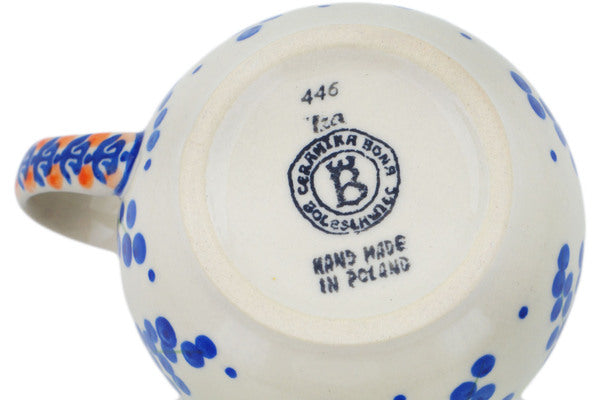 446
CERAMIKA BONA
B
BOLESŁAWIEC
HAND MADE
IN POLAND